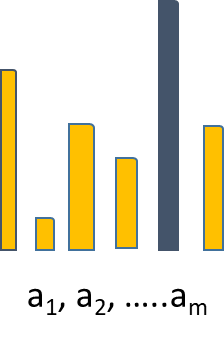 a₁, a₂, …..aₘ